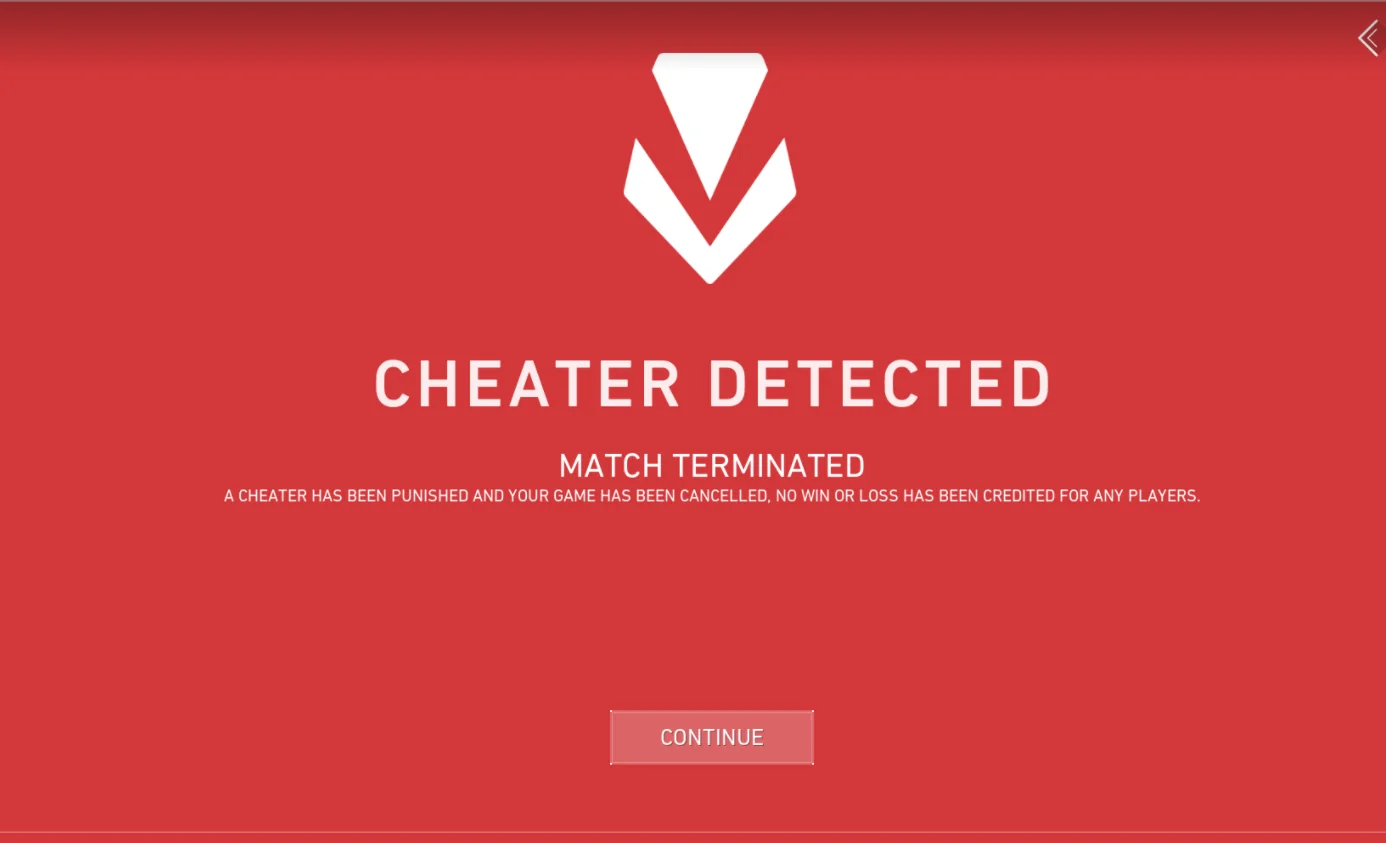 CHEATER DETECTED
MATCH TERMINATED
A CHEATER HAS BEEN PUNISHED AND YOUR GAME HAS BEEN CANCELLED, NO WIN OR LOSS HAS BEEN CREDITED FOR ANY PLAYERS.
CONTINUE